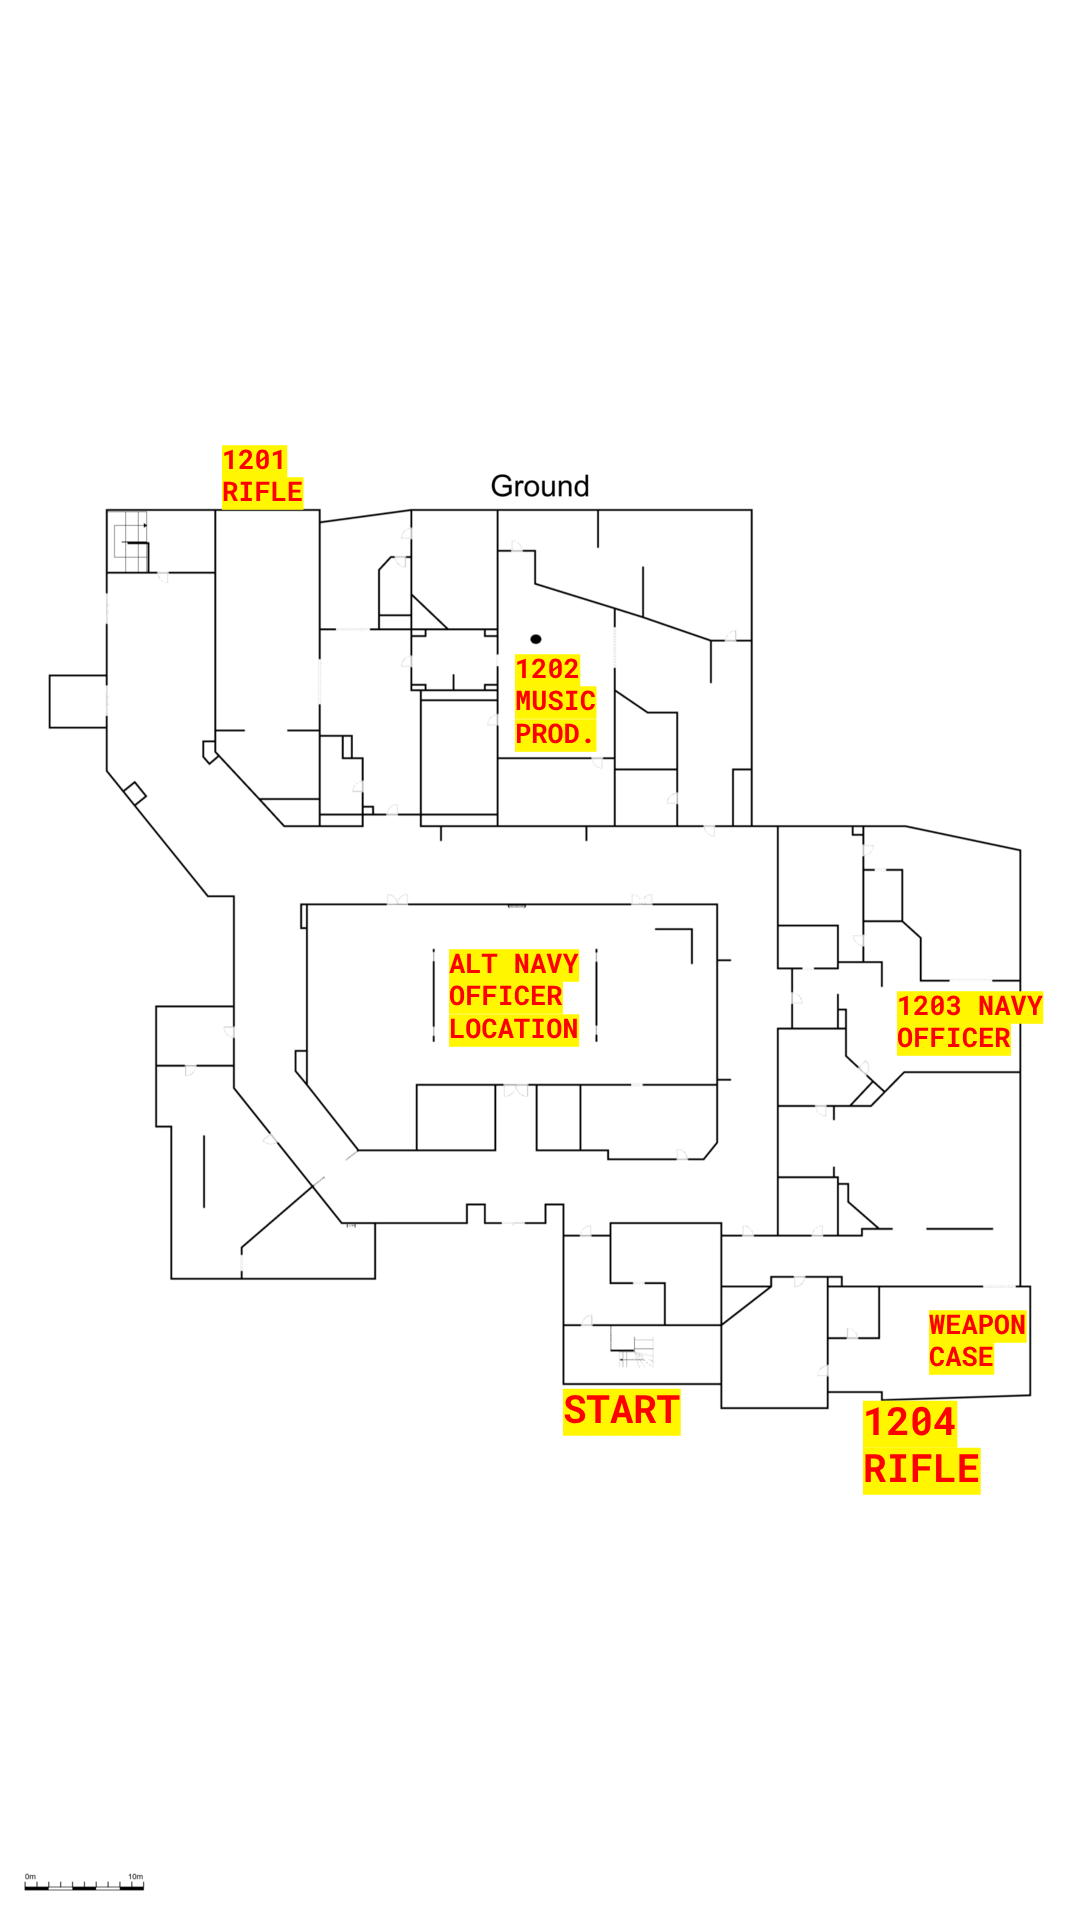 1201
RIFLE
Ground
1202
MUSIC
PROD.
ALT NAVY
OFFICER
LOCATION
1203 NAVY
OFFICER
WEAPON
CASE
START
1204
RIFLE
0m 10m